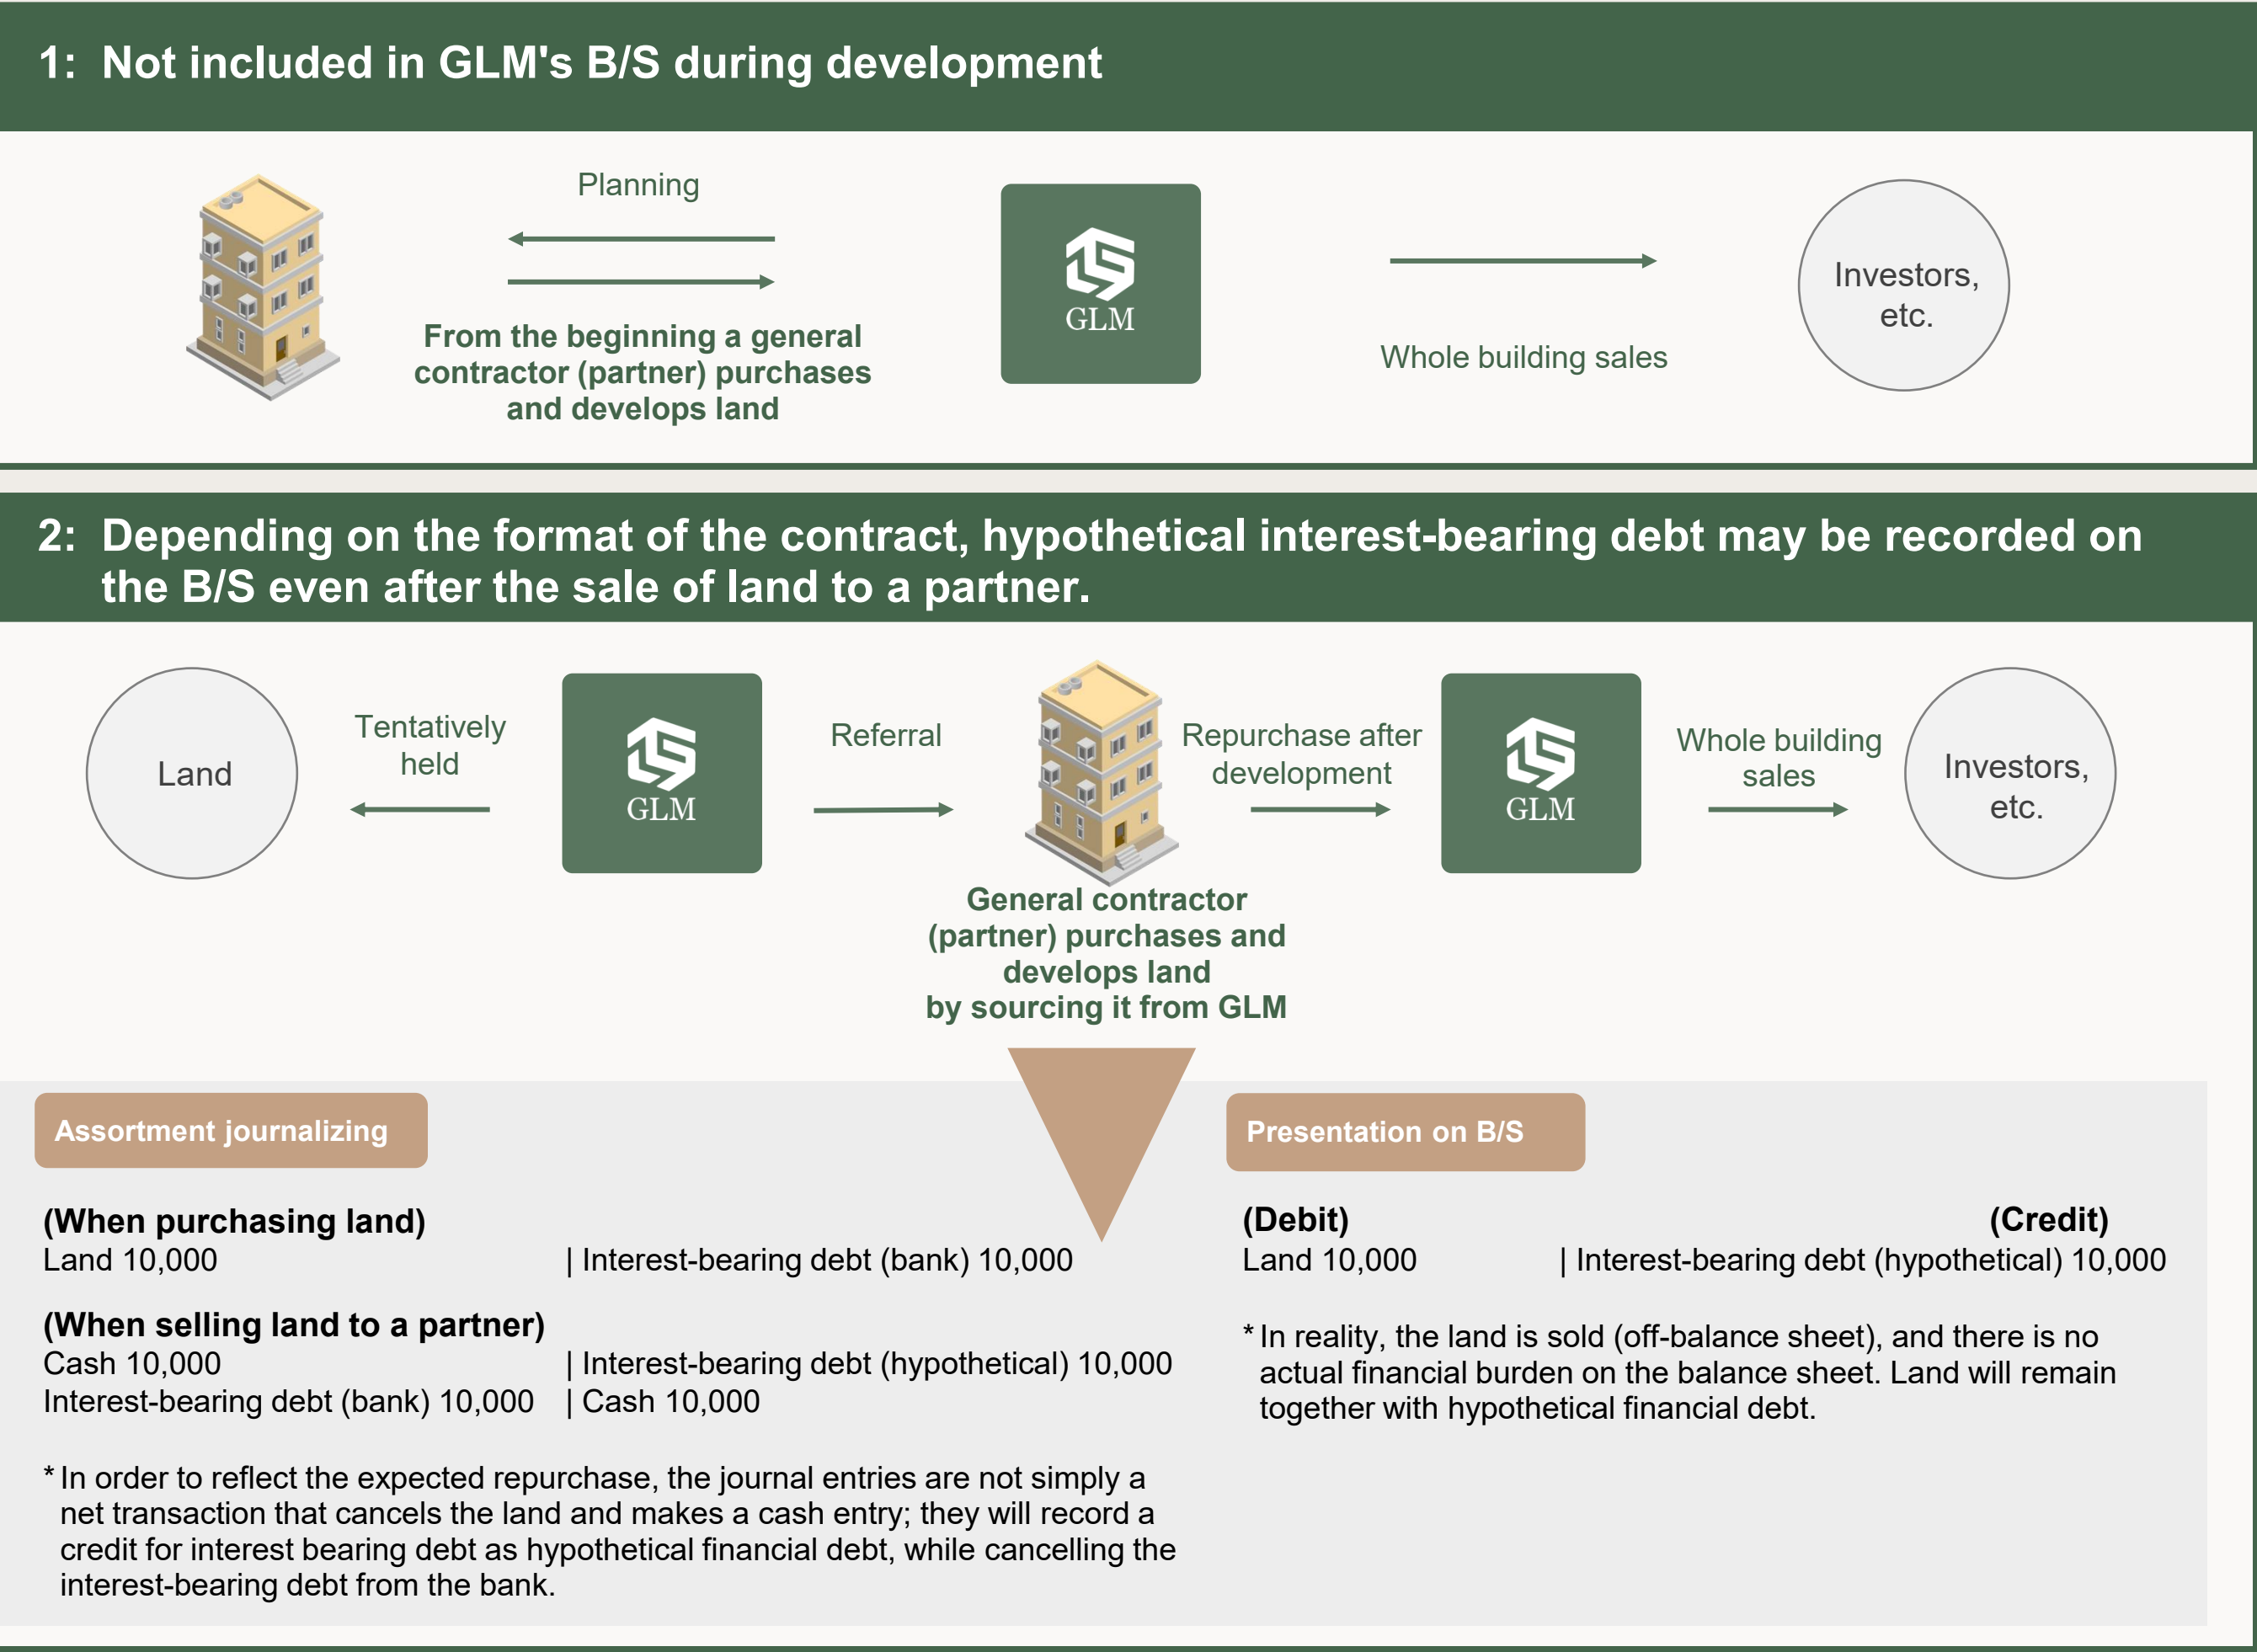 1: Not included in GLM's B/S during development
Planning
From the beginning a general
contractor (partner) purchases
and develops land
GLM
Whole building sales
Investors,
etc.
2: Depending on the format of the contract, hypothetical interest-bearing debt may be recorded on
the B/S even after the sale of land to a partner.
Land
Tentatively
held
GLM
Referral
General contractor
(partner) purchases and
develops land
by sourcing it from GLM
Repurchase after
development
GLM
Whole building
sales
Investors,
etc.
Assortment journalizing
(When purchasing land)
Land 10,000 | Interest-bearing debt (bank) 10,000
(When selling land to a partner)
Cash 10,000 | Interest-bearing debt (hypothetical) 10,000
Interest-bearing debt (bank) 10,000 | Cash 10,000
* In order to reflect the expected repurchase, the journal entries are not simply a
net transaction that cancels the land and makes a cash entry; they will record a
credit for interest bearing debt as hypothetical financial debt, while cancelling the
interest-bearing debt from the bank.
Presentation on B/S
(Debit) (Credit)
Land 10,000 | Interest-bearing debt (hypothetical) 10,000
* In reality, the land is sold (off-balance sheet), and there is no
actual financial burden on the balance sheet. Land will remain
together with hypothetical financial debt.